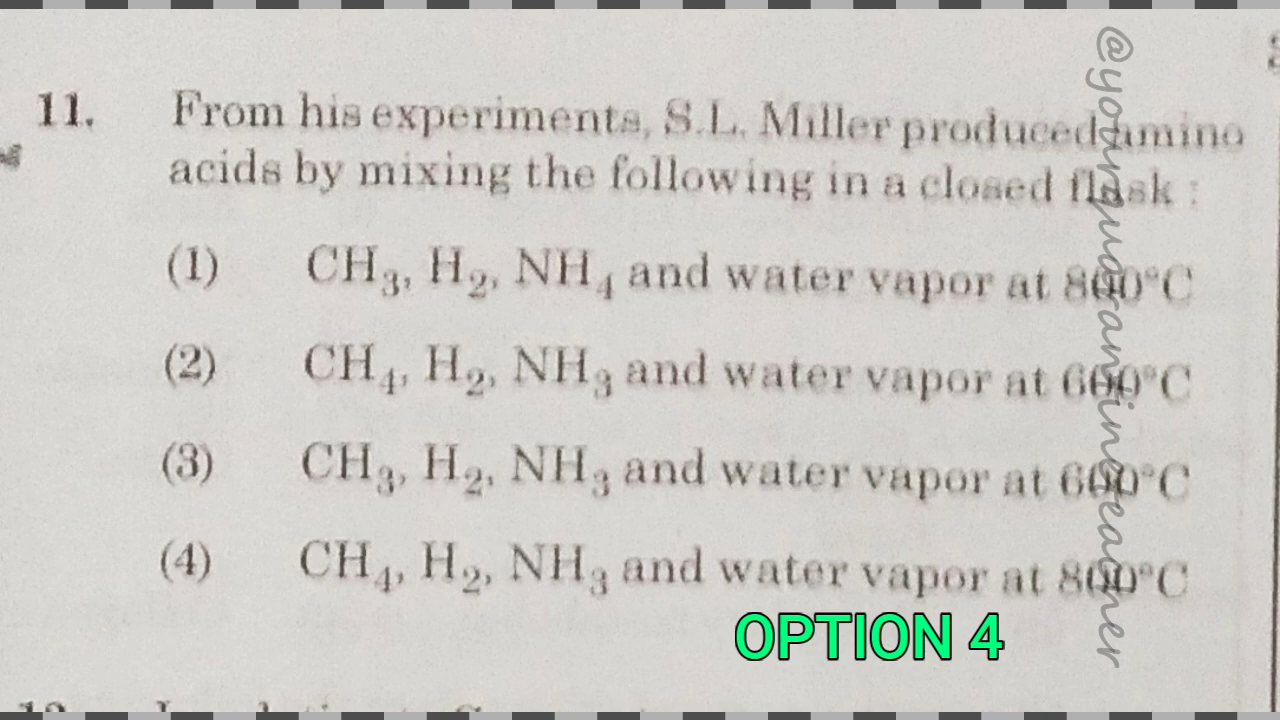 11. From his experiments, S.L. Miller produced amino
acids by mixing the following in a closed flask :
(1) CH₃, H₂, NH₄ and water vapor at 800°C
(2) CH₄, H₂, NH₃ and water vapor at 600°C
(3) CH₃, H₂, NH₃ and water vapor at 600°C
(4) CH₄, H₂, NH₃ and water vapor at 800°C
OPTION 4
@yourquarantineteacher